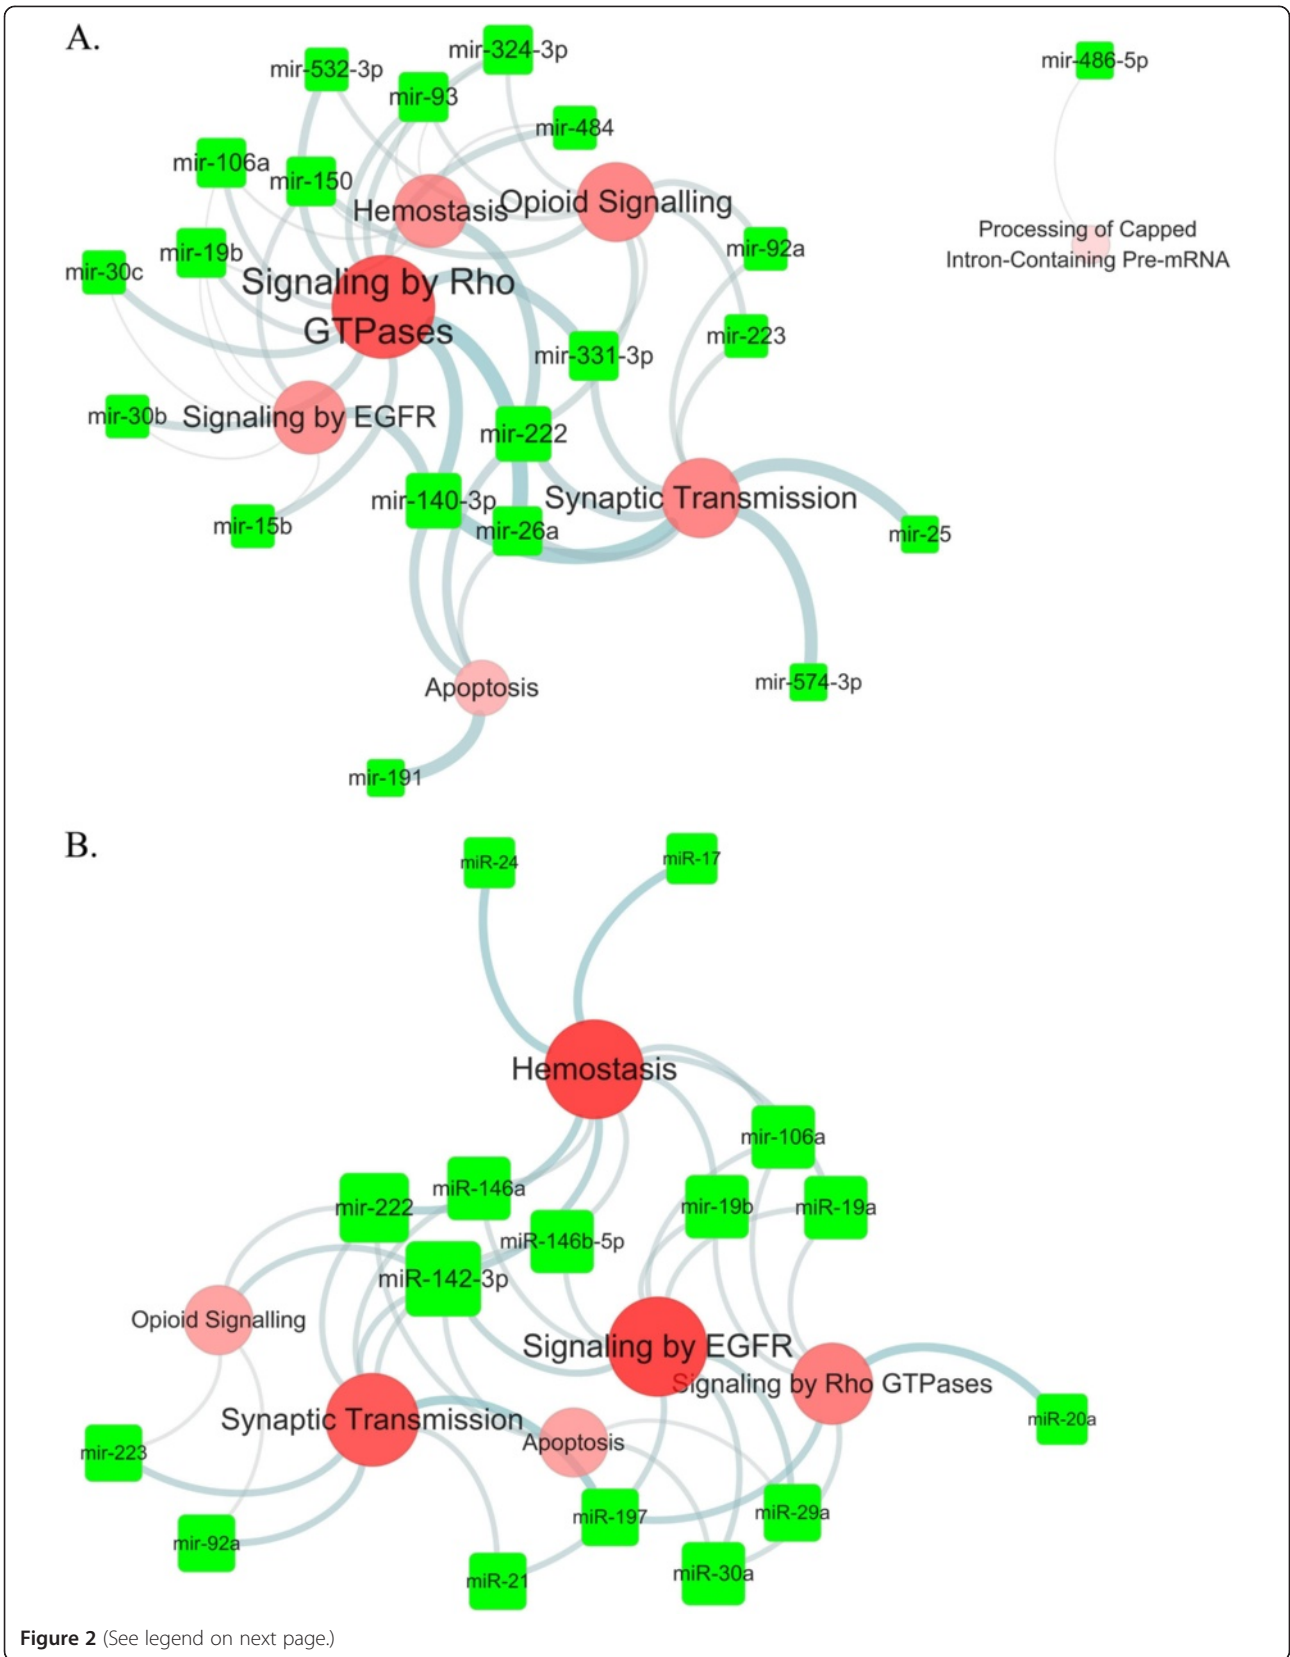 A.
mir-324-3p
mir-532-3p
mir-93
mir-486-5p
mir-484
mir-106a
mir-150
Hemostasis
Opioid Signalling
mir-92a
Processing of Capped
Intron-Containing Pre-mRNA
mir-19b
mir-30c
Signaling by Rho
GTPases
mir-223
mir-331-3p
mir-30b
Signaling by EGFR
mir-222
mir-140-3p
Synaptic Transmission
mir-15b
mir-26a
mir-25
Apoptosis
mir-574-3p
mir-191
B.
miR-24
miR-17
Hemostasis
mir-106a
miR-146a
mir-222
mir-19b
miR-19a
miR-146b-5p
miR-142-3p
Opioid Signalling
Signaling by EGFR
Signaling by Rho GTPases
Synaptic Transmission
miR-20a
Apoptosis
mir-223
miR-197
miR-29a
mir-92a
miR-21
miR-30a
Figure 2 (See legend on next page.)